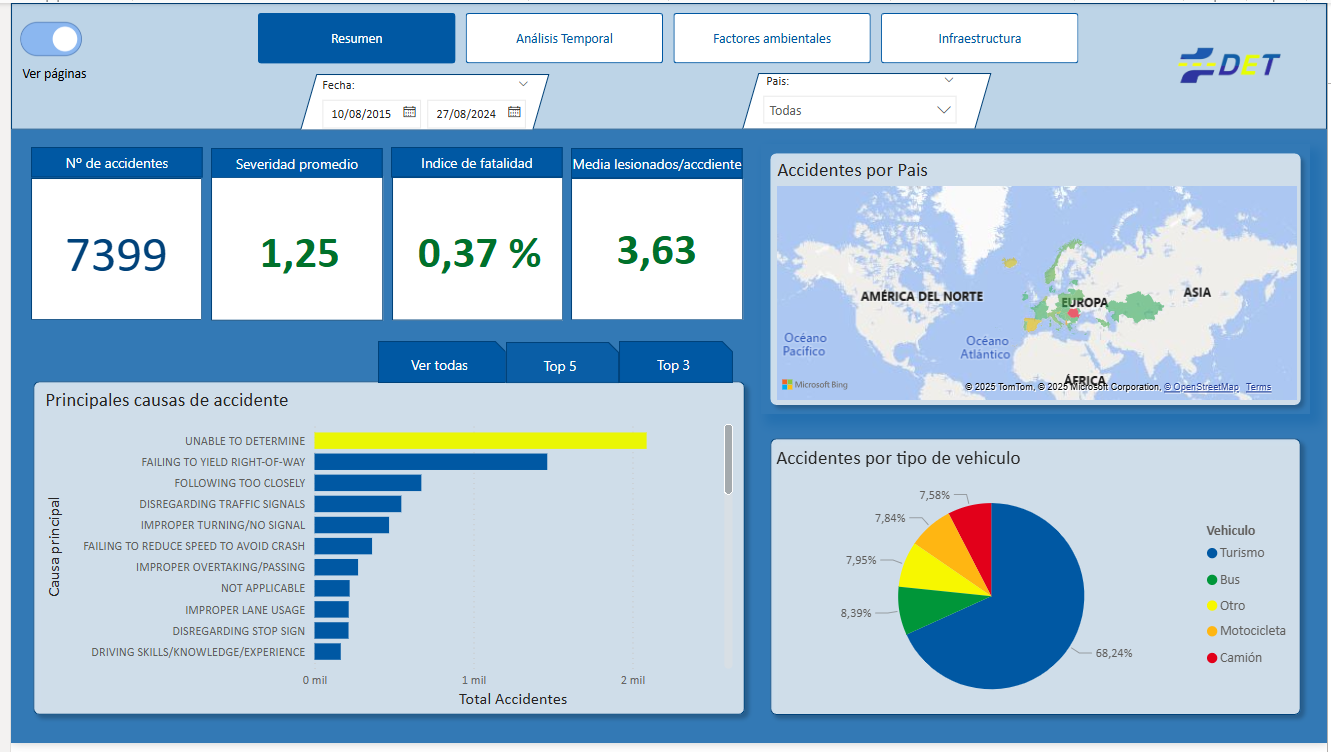 Resumen
Análisis Temporal
Factores ambientales
Infraestructura
Ver páginas
Fecha:
10/08/2015
27/08/2024
Pais:
Todas
DET
Nº de accidentes
7399
Severidad promedio
1,25
Indice de fatalidad
0,37 %
Media lesionados/accdiente
3,63
Accidentes por Pais
AMÉRICA DEL NORTE
EUROPA
ASIA
Océano
Pacífico
Océano
Atlántico
ÁFRICA
Microsoft Bing
© 2025 TomTom, © 2025 Microsoft Corporation, © OpenStreetMap Terms
Ver todas
Top 5
Top 3
Principales causas de accidente
Causa principal
UNABLE TO DETERMINE
FAILING TO YIELD RIGHT-OF-WAY
FOLLOWING TOO CLOSELY
DISREGARDING TRAFFIC SIGNALS
IMPROPER TURNING/NO SIGNAL
FAILING TO REDUCE SPEED TO AVOID CRASH
IMPROPER OVERTAKING/PASSING
NOT APPLICABLE
IMPROPER LANE USAGE
DISREGARDING STOP SIGN
DRIVING SKILLS/KNOWLEDGE/EXPERIENCE
0 mil
1 mil
2 mil
Total Accidentes
Accidentes por tipo de vehiculo
7,58%
7,84%
7,95%
8,39%
68,24%
Vehiculo
Turismo
Bus
Otro
Motocicleta
Camión